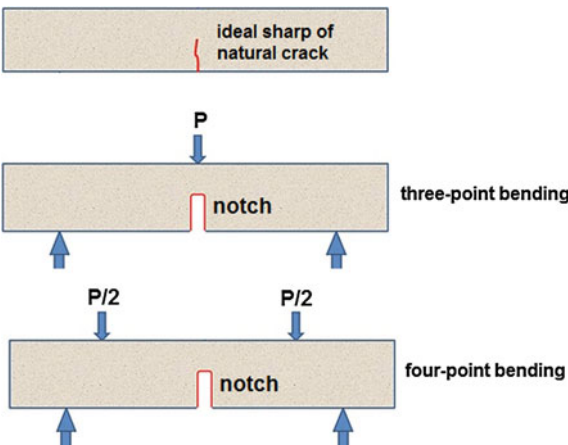 ideal sharp of
natural crack
P
notch
three-point bending
P/2 P/2
notch
four-point bending